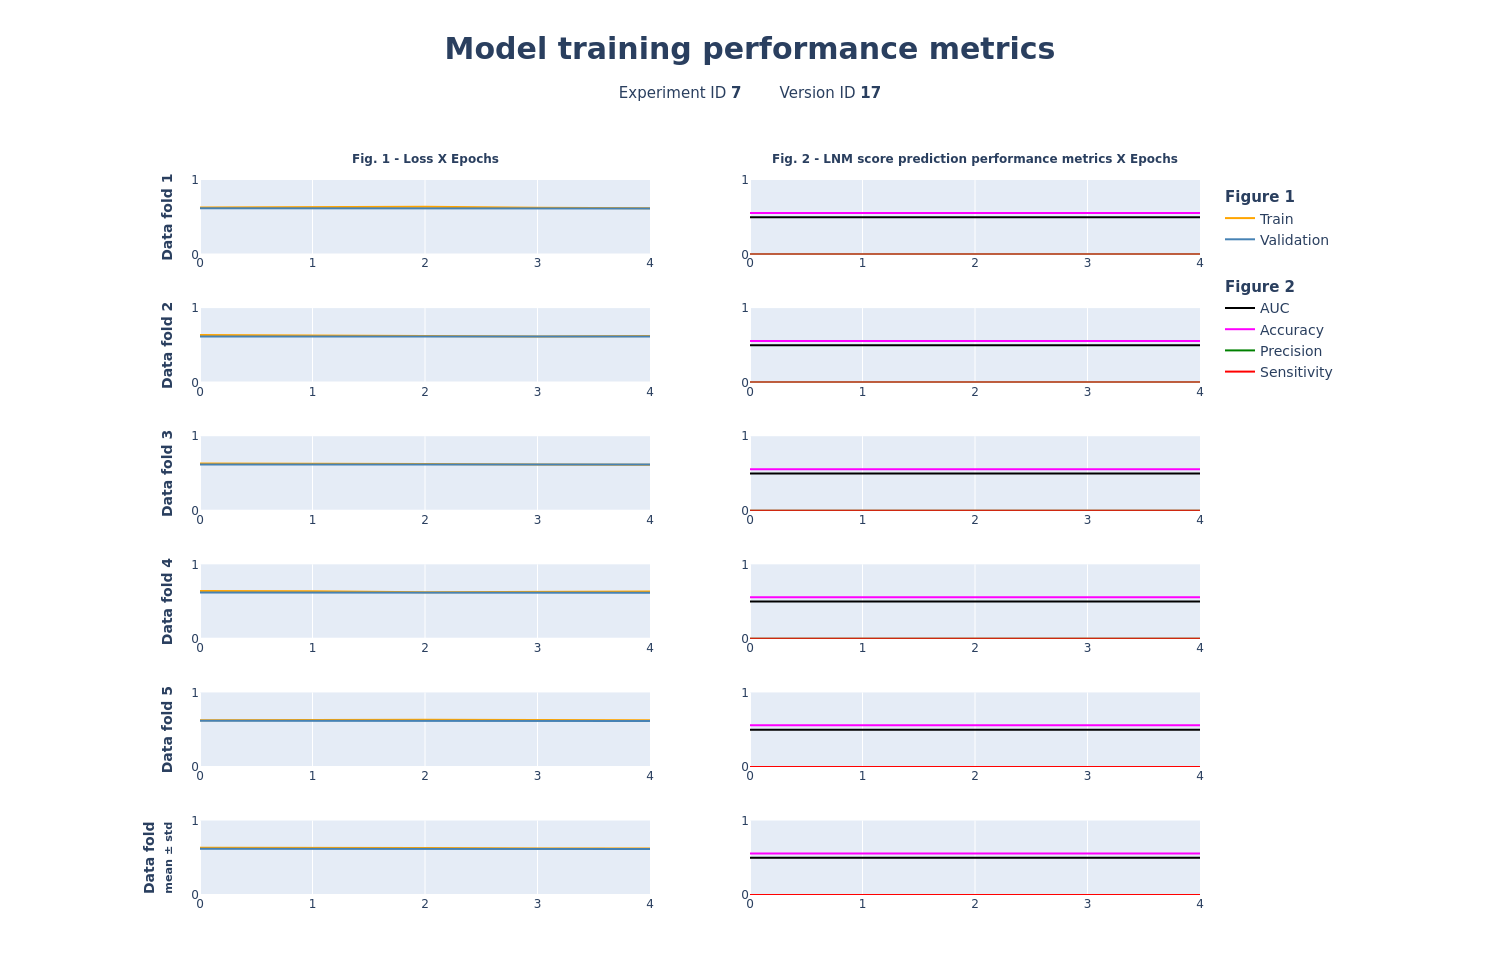 Model training performance metrics
Experiment ID 7 Version ID 17
Fig. 1 - Loss X Epochs
Fig. 2 - LNM score prediction performance metrics X Epochs
Data fold 1
1
0
0 1 2 3 4
1
0
0 1 2 3 4
Data fold 2
1
0
0 1 2 3 4
1
0
0 1 2 3 4
Data fold 3
1
0
0 1 2 3 4
1
0
0 1 2 3 4
Data fold 4
1
0
0 1 2 3 4
1
0
0 1 2 3 4
Data fold 5
1
0
0 1 2 3 4
1
0
0 1 2 3 4
Data fold
mean ± std
1
0
0 1 2 3 4
1
0
0 1 2 3 4
Figure 1
Train
Validation
Figure 2
AUC
Accuracy
Precision
Sensitivity